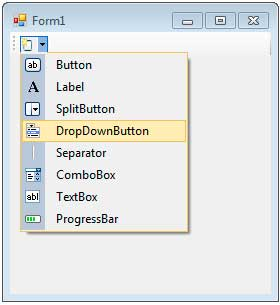 Form1
Button
A Label
SplitButton
DropDownButton
Separator
ComboBox
TextBox
ProgressBar